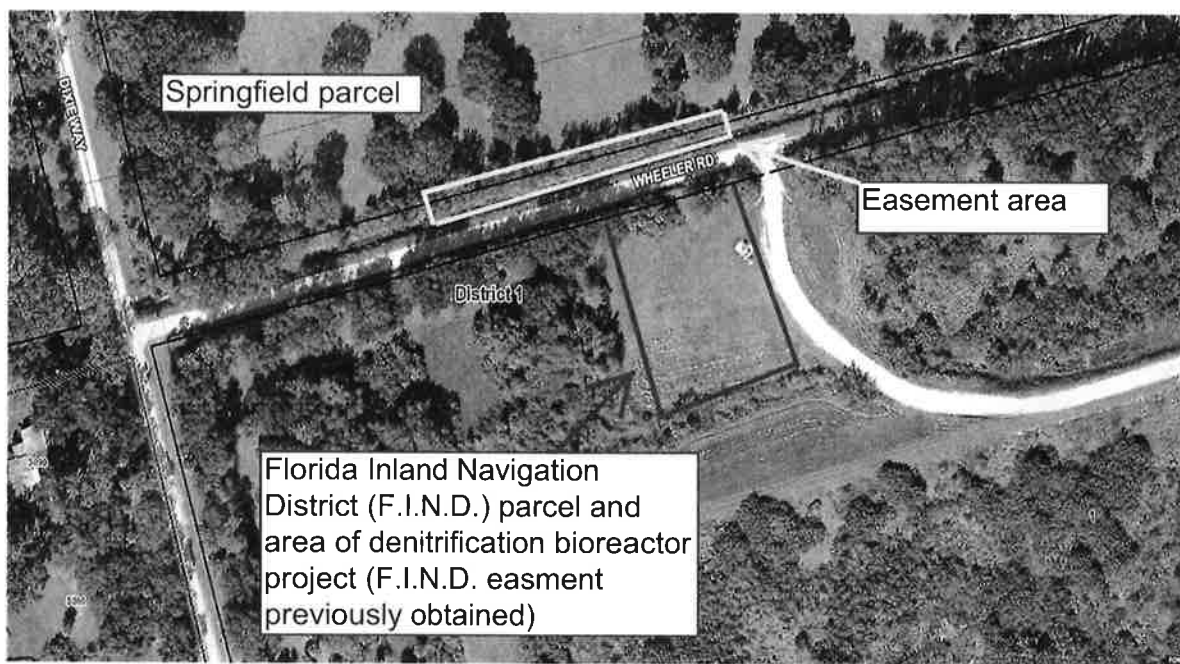 DIXIE WAY
Springfield parcel
WHEELER RD
Easement area
District 1
Florida Inland Navigation
District (F.I.N.D.) parcel and
area of denitrification bioreactor
project (F.I.N.D. easment
previously obtained)